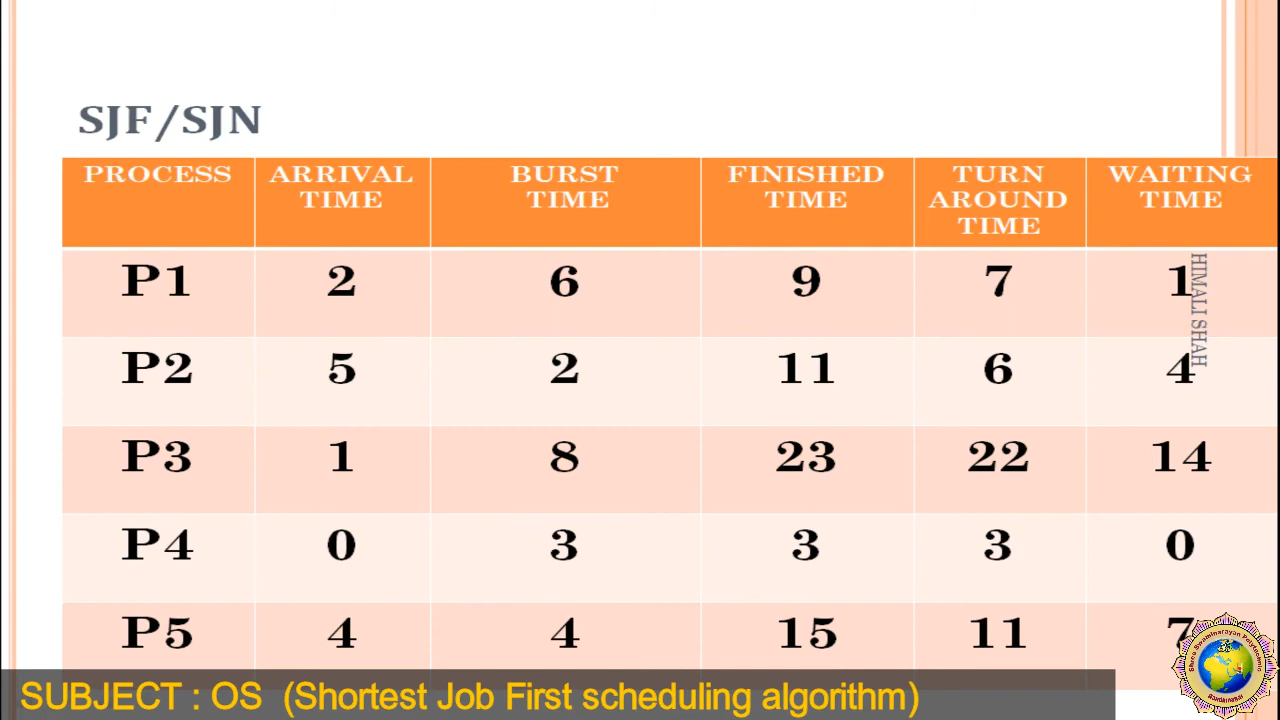 SJF/SJN
PROCESS ARRIVAL TIME BURST TIME FINISHED TIME TURN AROUND TIME WAITING TIME
P1 2 6 9 7 1
P2 5 2 11 6 4
P3 1 8 23 22 14
P4 0 3 3 3 0
P5 4 4 15 11 7
HIMALI SHAH
SUBJECT : OS (Shortest Job First scheduling algorithm)